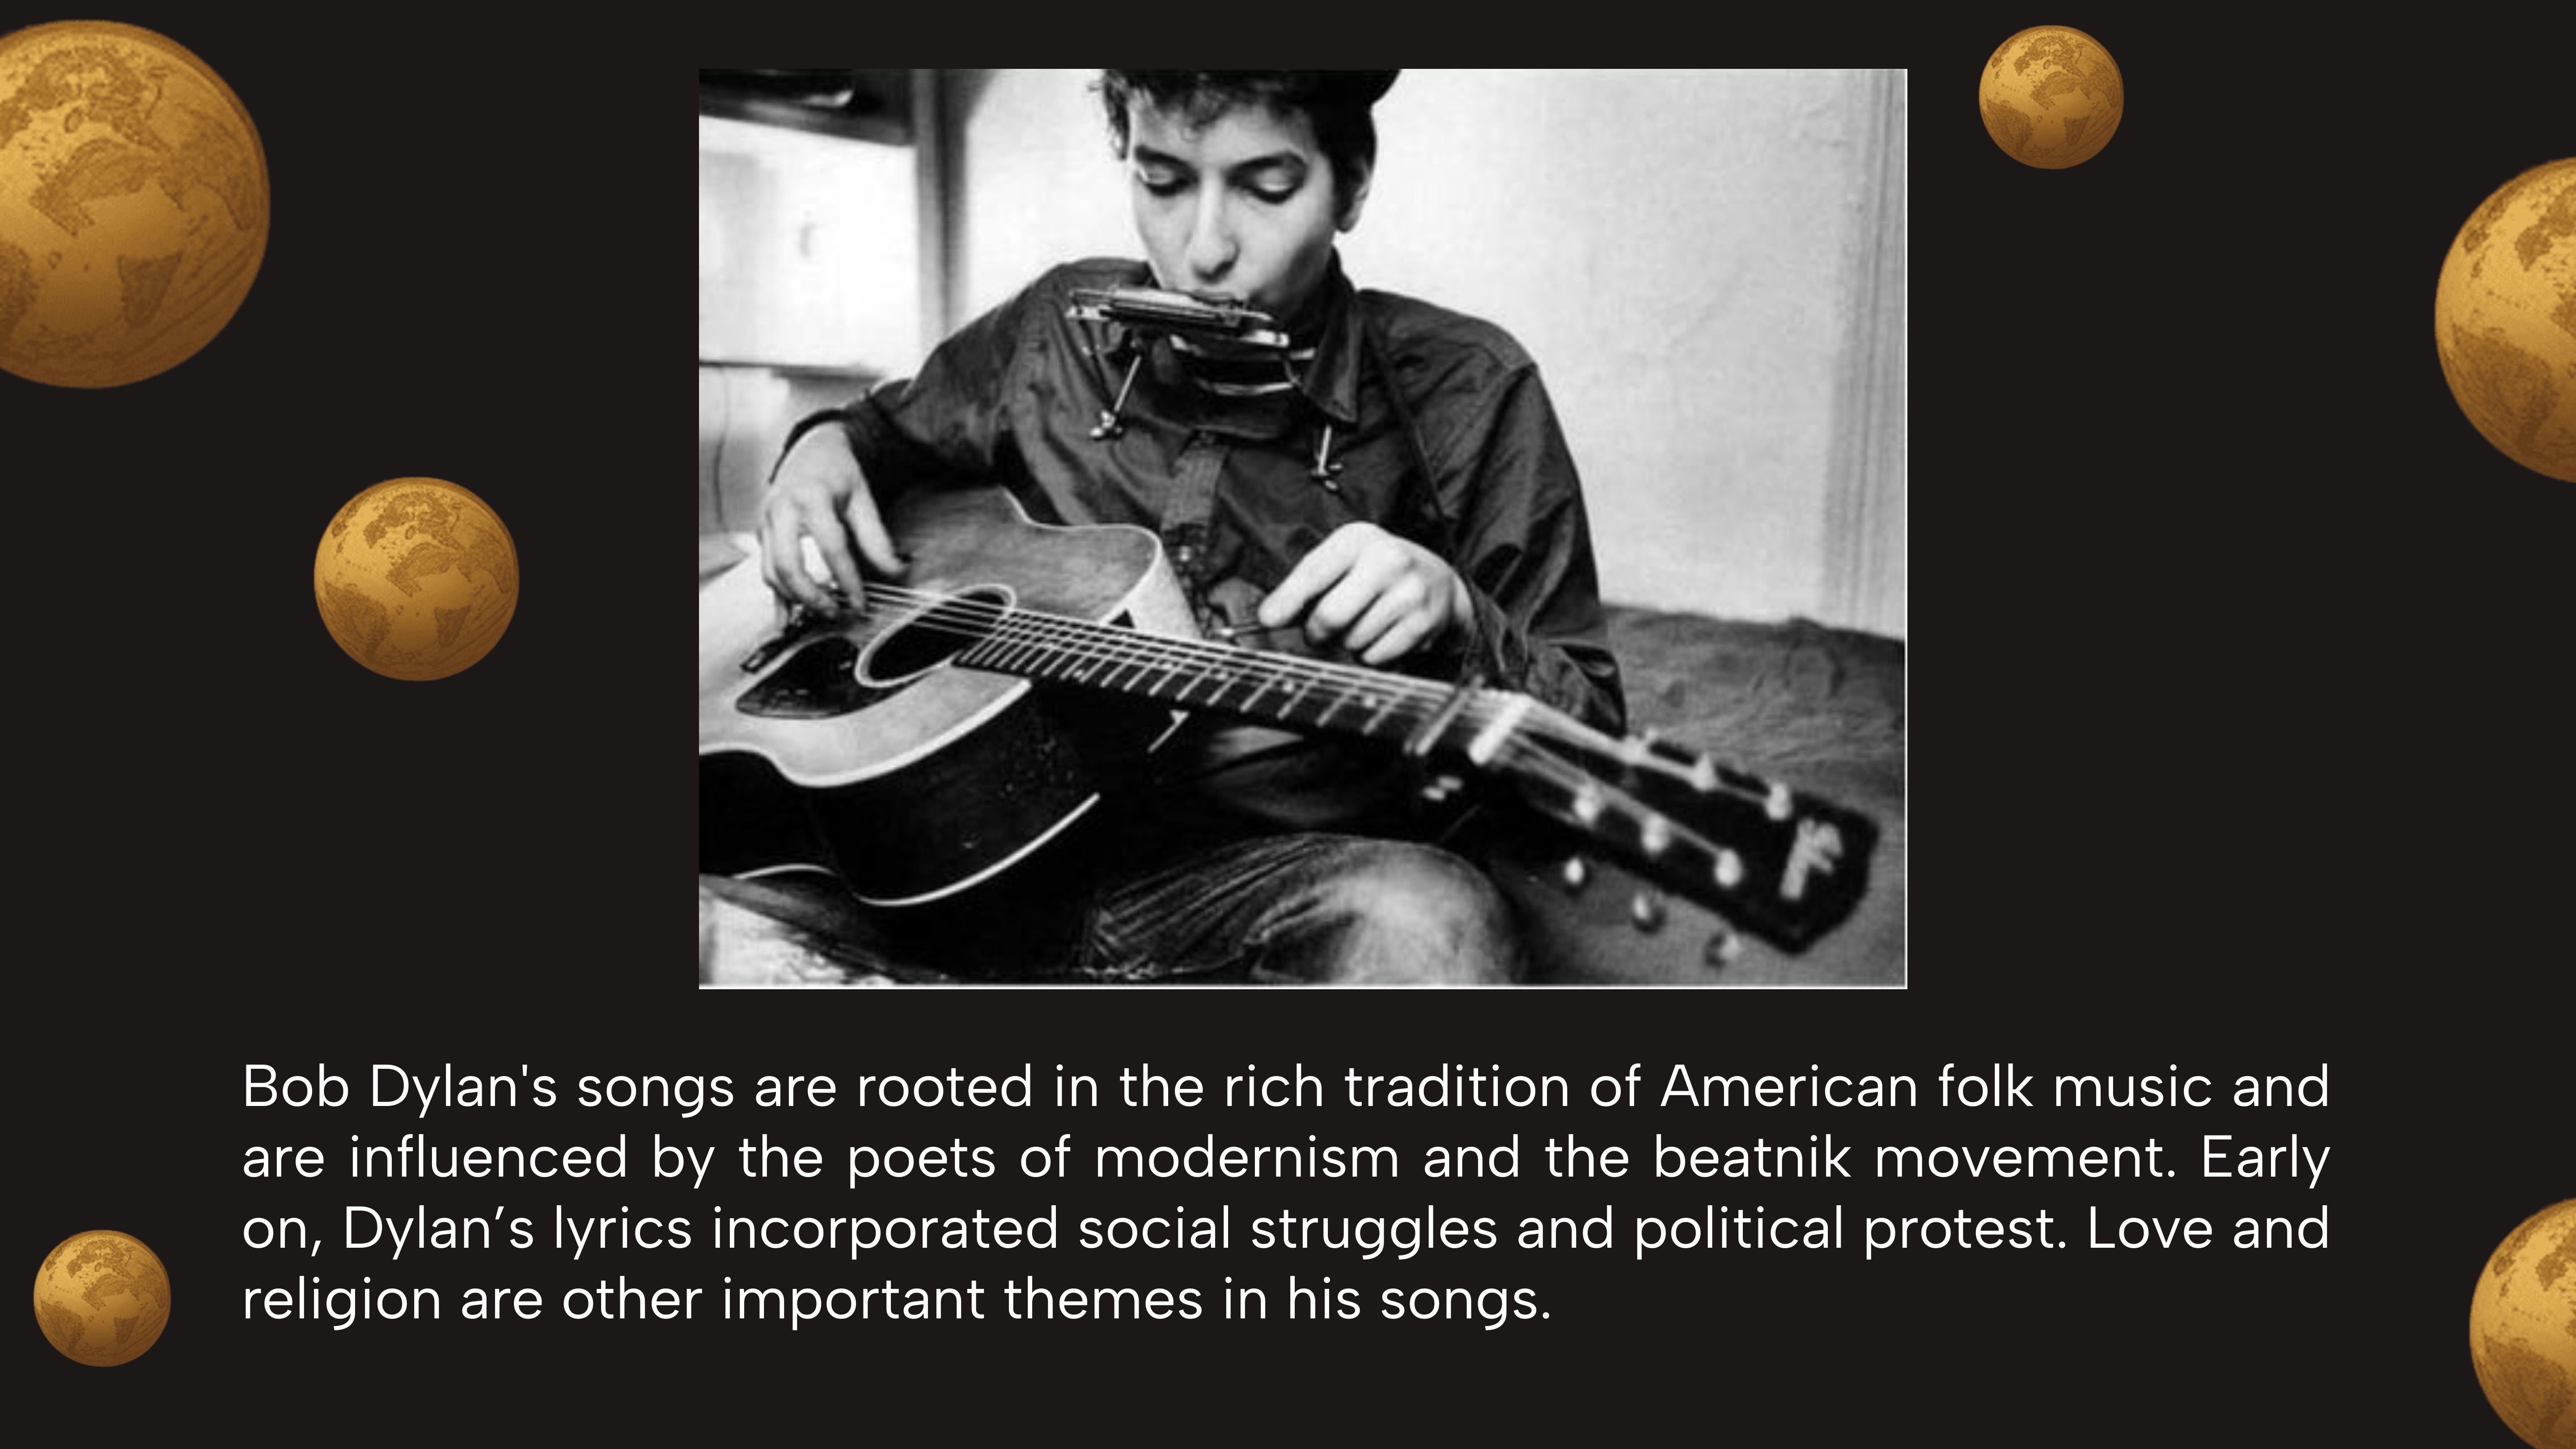 Bob Dylan's songs are rooted in the rich tradition of American folk music and
are influenced by the poets of modernism and the beatnik movement. Early
on, Dylan’s lyrics incorporated social struggles and political protest. Love and
religion are other important themes in his songs.